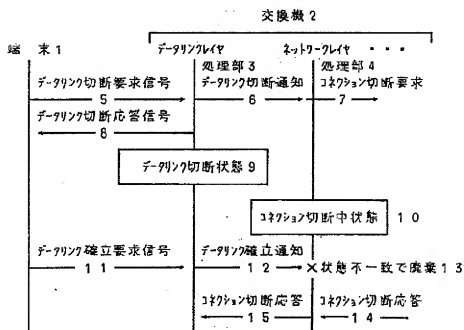 交換機2
端 末1 データリンクレイヤ ネットワークレイヤ ・・・
処理部3 処理部4
データリンク切断要求信号 データリンク切断通知 コネクション切断要求
5 6 7
データリンク切断応答信号
8
データリンク切断状態9
コネクション切断中状態 10
データリンク確立要求信号 データリンク確立通知
11 12 ×状態不一致で廃棄13
コネクション切断応答 コネクション切断応答
15 14